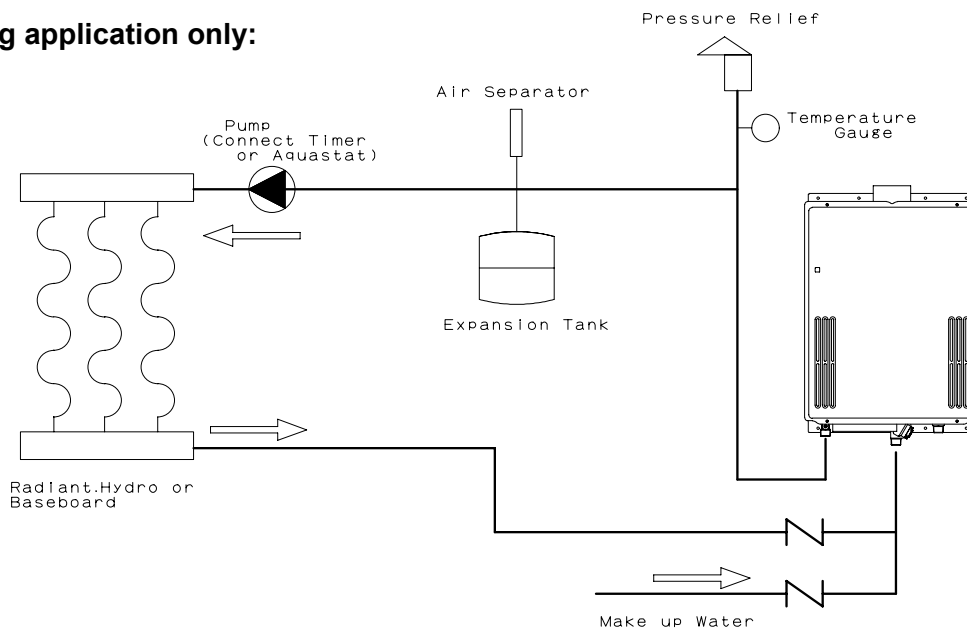 g application only:
Pressure Relief
Air Separator
Temperature
Gauge
Pump
(Connect Timer
or Aquastat)
Expansion Tank
Radiant.Hydro or
Baseboard
Make up Water